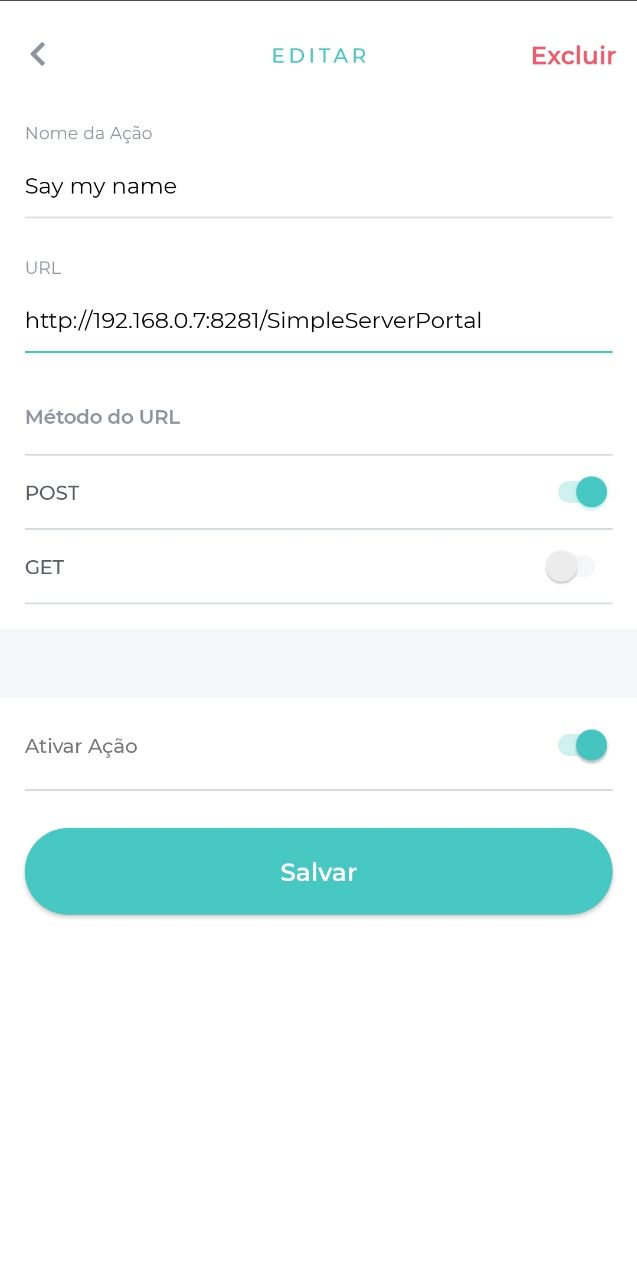 EDITAR
Excluir
Nome da Ação
Say my name
URL
http://192.168.0.7:8281/SimpleServerPortal
Método do URL
POST
GET
Ativar Ação
Salvar